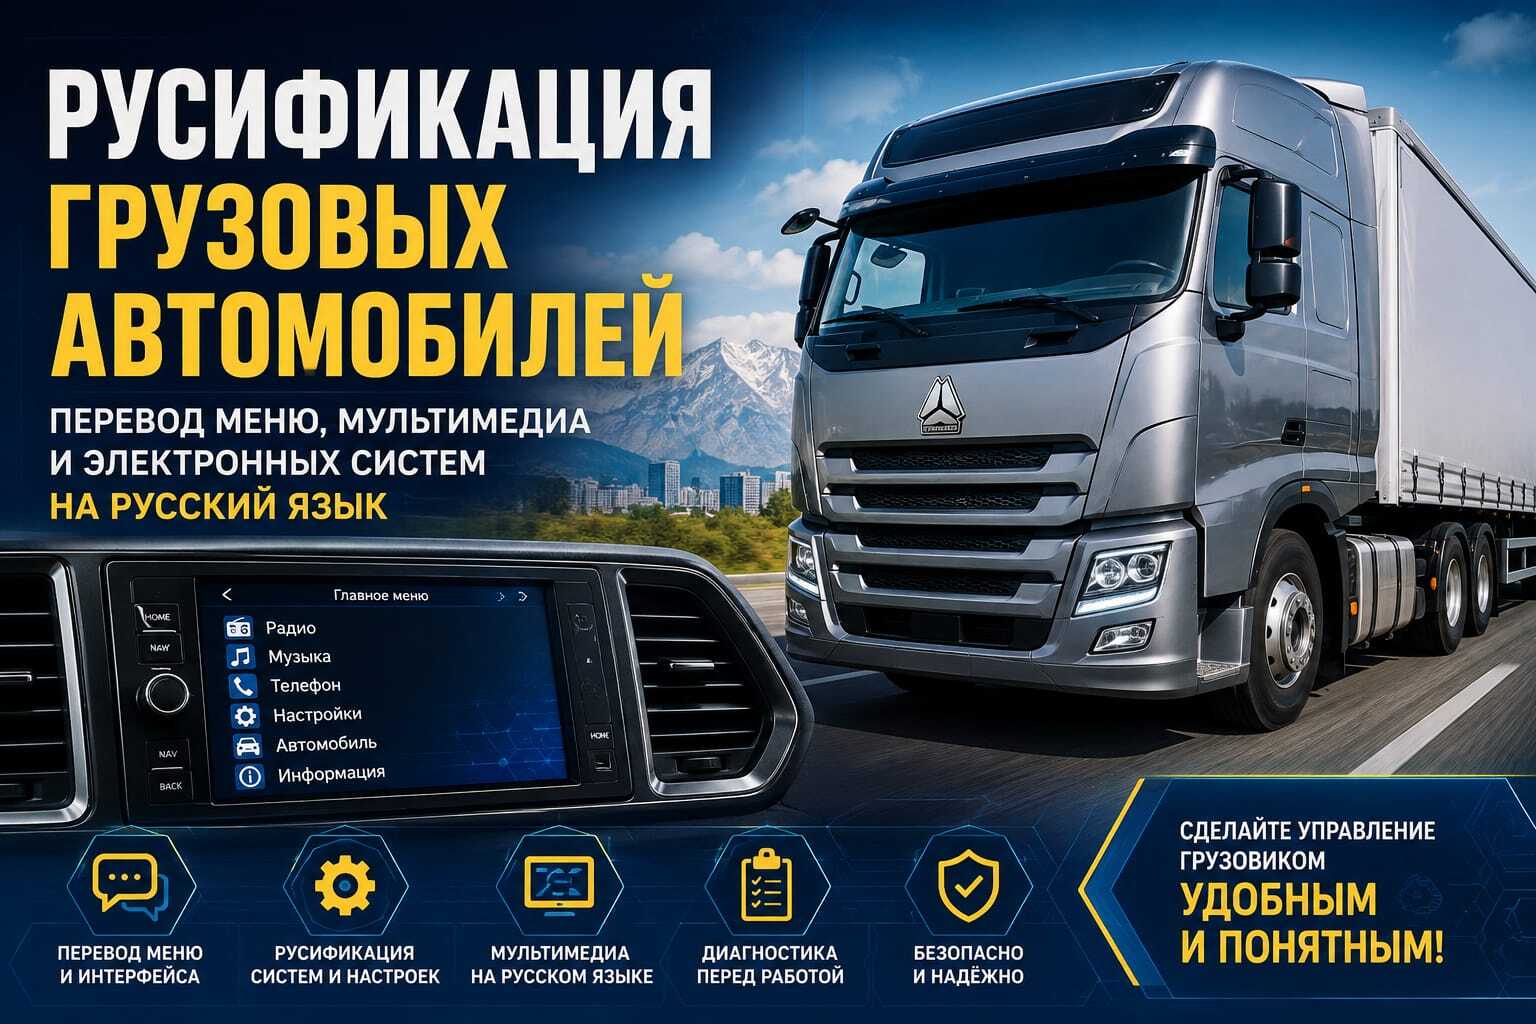 РУСИФИКАЦИЯ
ГРУЗОВЫХ
АВТОМОБИЛЕЙ
ПЕРЕВОД МЕНЮ, МУЛЬТИМЕДИА
И ЭЛЕКТРОННЫХ СИСТЕМ
НА РУССКИЙ ЯЗЫК
Главное меню
Радио
Музыка
Телефон
Настройки
Автомобиль
Информация
HOME
NAV
BACK
ПЕРЕВОД МЕНЮ
И ИНТЕРФЕЙСА
РУСИФИКАЦИЯ
СИСТЕМ И НАСТРОЕК
МУЛЬТИМЕДИА
НА РУССКОМ ЯЗЫКЕ
ДИАГНОСТИКА
ПЕРЕД РАБОТОЙ
БЕЗОПАСНО
И НАДЁЖНО
СДЕЛАЙТЕ УПРАВЛЕНИЕ
ГРУЗОВИКОМ
УДОБНЫМ
И ПОНЯТНЫМ!